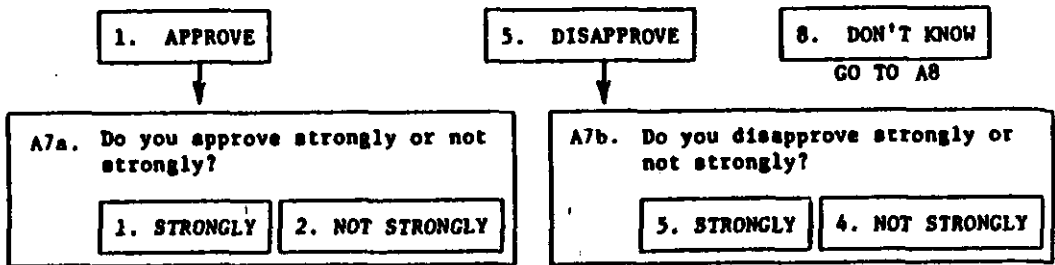 1. APPROVE
5. DISAPPROVE
8. DON'T KNOW
GO TO A8
A7a. Do you approve strongly or not
strongly?
1. STRONGLY
2. NOT STRONGLY
A7b. Do you disapprove strongly or
not strongly?
5. STRONGLY
4. NOT STRONGLY